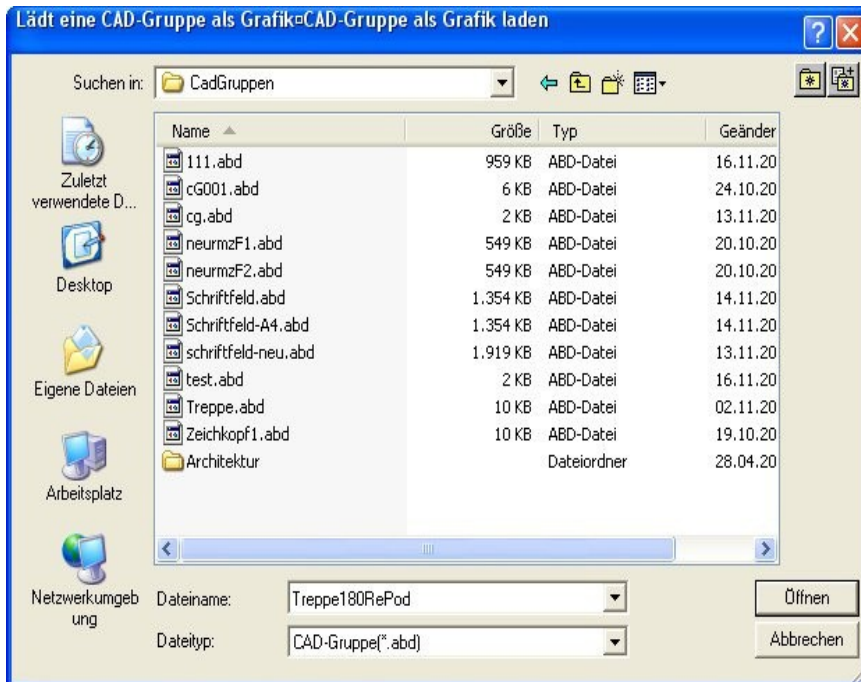 Lädt eine CAD-Gruppe als Grafik¤CAD-Gruppe als Grafik laden
Suchen in: CadGruppen
Name Größe Typ Geänder
111.abd 959 KB ABD-Datei 16.11.20
cG001.abd 6 KB ABD-Datei 24.10.20
cg.abd 2 KB ABD-Datei 13.11.20
neurmzF1.abd 549 KB ABD-Datei 20.10.20
neurmzF2.abd 549 KB ABD-Datei 20.10.20
Schriftfeld.abd 1.354 KB ABD-Datei 14.11.20
Schriftfeld-A4.abd 1.354 KB ABD-Datei 14.11.20
schriftfeld-neu.abd 1.919 KB ABD-Datei 13.11.20
test.abd 2 KB ABD-Datei 16.11.20
Treppe.abd 10 KB ABD-Datei 02.11.20
Zeichkopf1.abd 10 KB ABD-Datei 19.10.20
Architektur Dateiordner 28.04.20
Zuletzt
verwendete D...
Desktop
Eigene Dateien
Arbeitsplatz
Netzwerkumgeb
ung
Dateiname: Treppe180RePod Öffnen
Dateityp: CAD-Gruppe(*.abd) Abbrechen